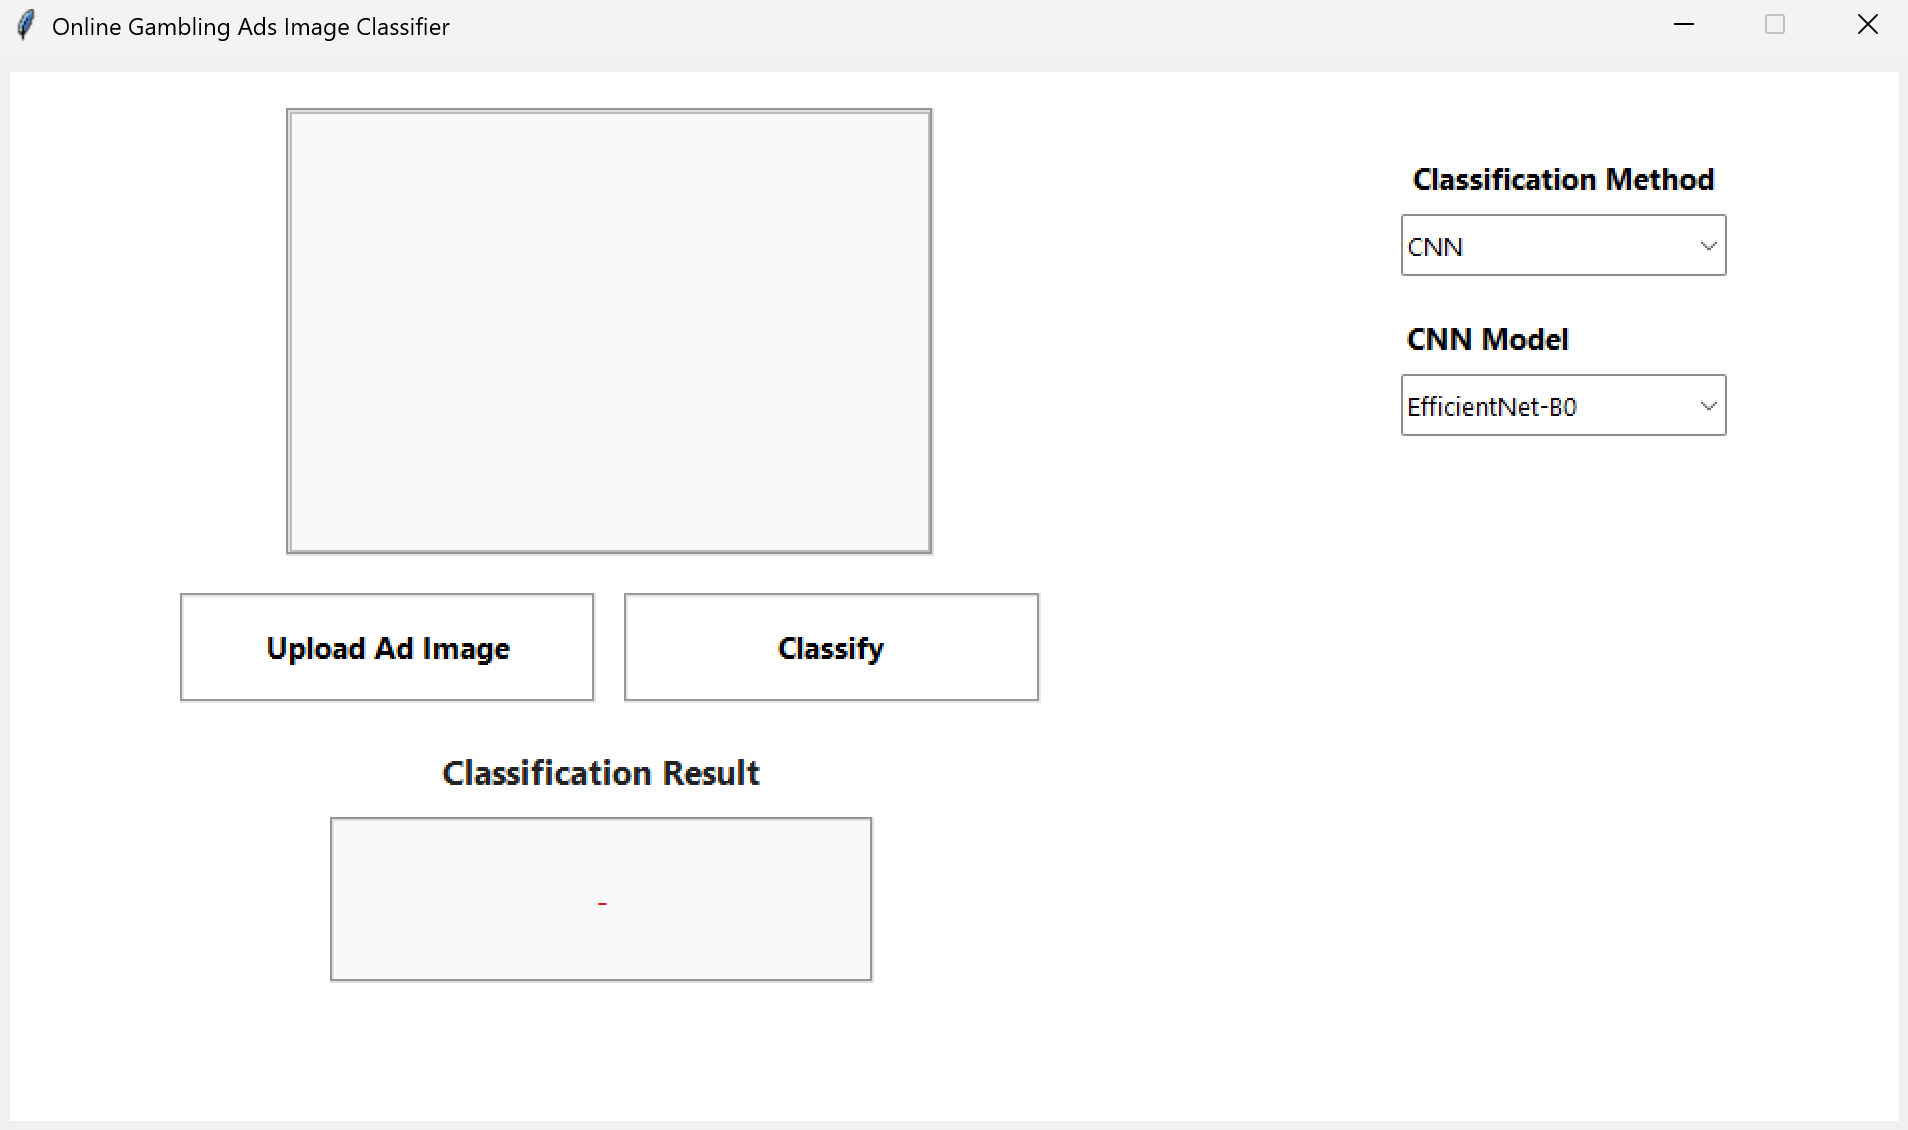 Online Gambling Ads Image Classifier
Classification Method
CNN
CNN Model
EfficientNet-B0
Upload Ad Image
Classify
Classification Result
-